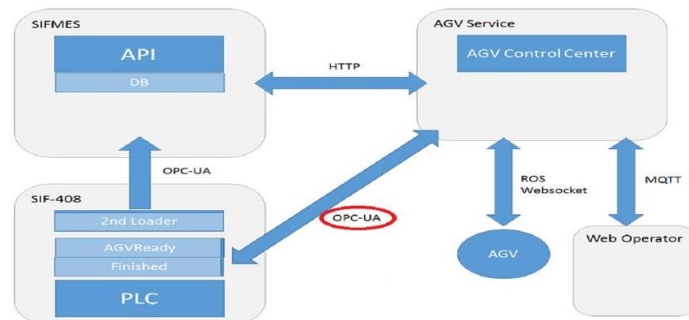 SIFMES
API
DB
AGV Service
AGV Control Center
HTTP
OPC-UA
ROS
Websocket
MQTT
SIF-408
2nd Loader
AGVReady
Finished
PLC
OPC-UA
AGV
Web Operator